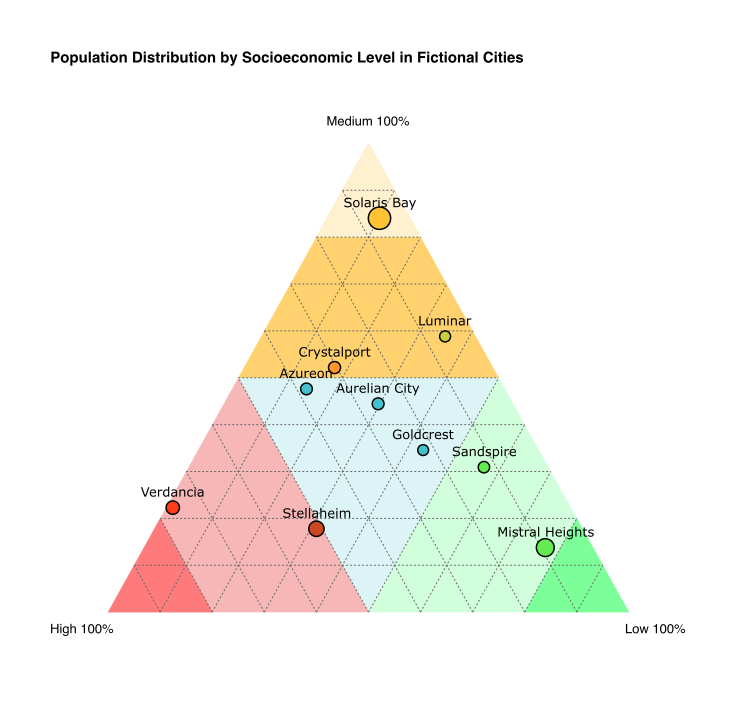 Population Distribution by Socioeconomic Level in Fictional Cities
Medium 100%
Solaris Bay
Luminar
Crystalport
Azureon
Aurelian City
Goldcrest
Sandspire
Verdancia
Stellaheim
Mistral Heights
High 100%
Low 100%